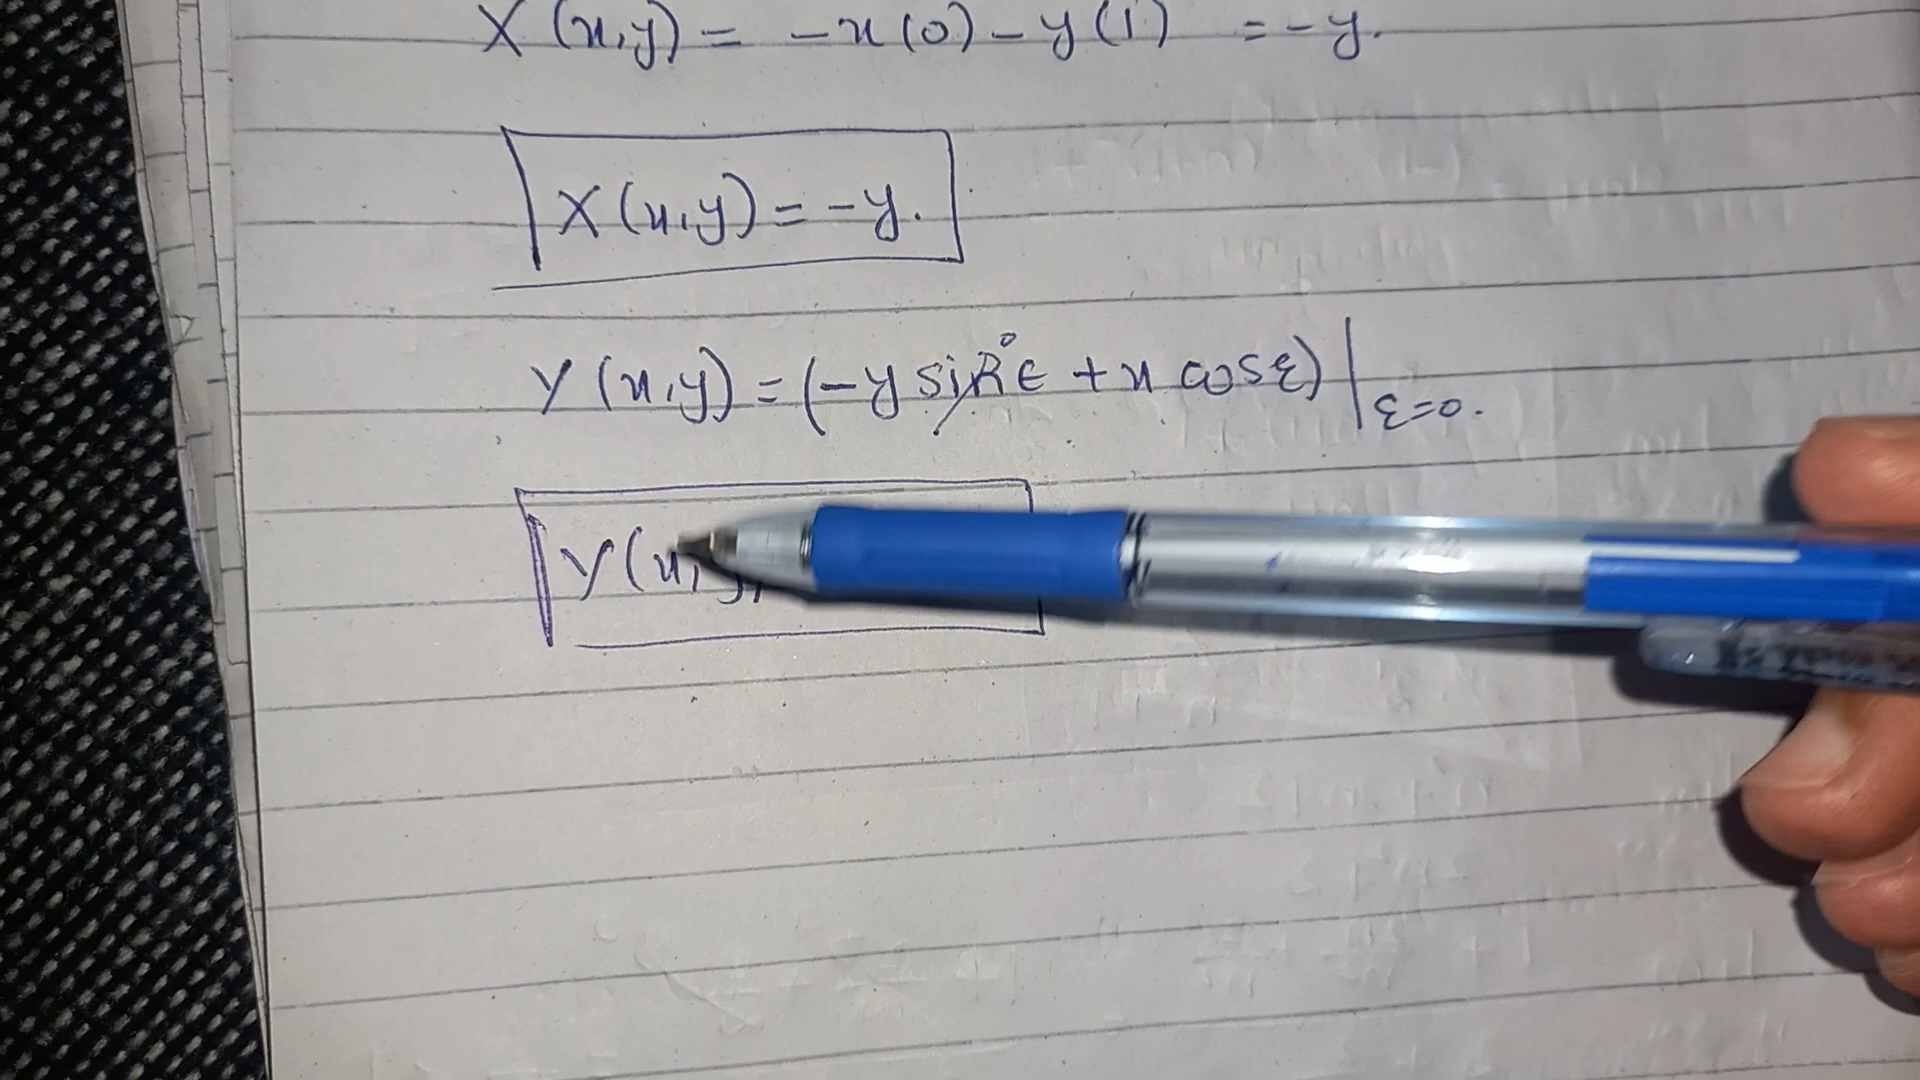 X (x,y) = -x(0) - y(1) = -y.
X (x,y) = -y.
Y (x,y) = (-y sin ε + x cos ε) |ε=0.
Y (x,